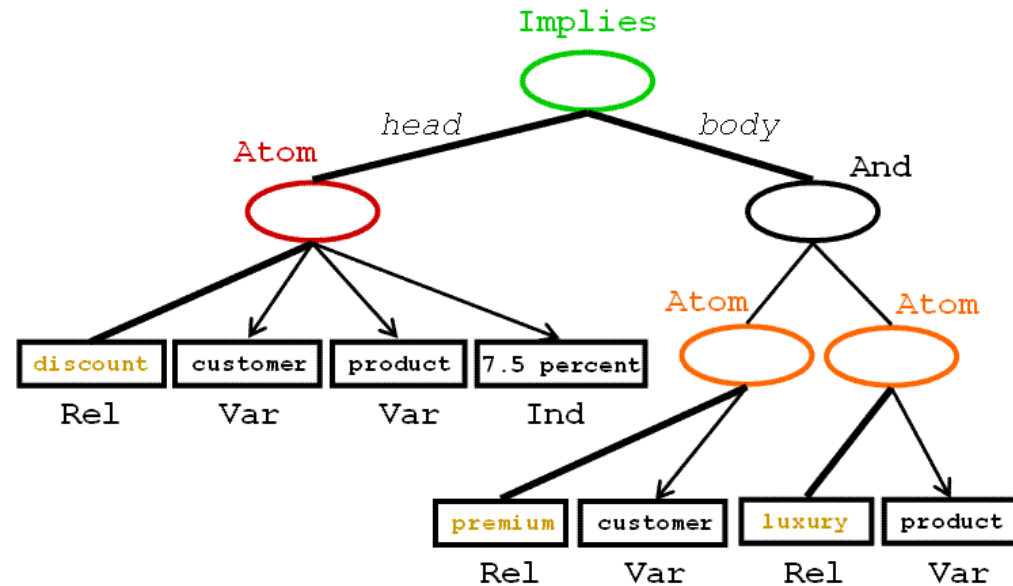 Implies
head body
Atom And
discount customer product 7.5 percent
Rel Var Var Ind
Atom Atom
premium customer luxury product
Rel Var Rel Var